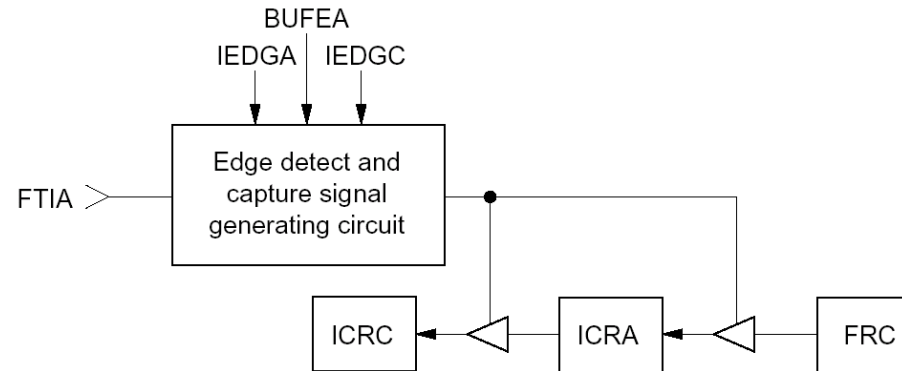 BUFEA
IEDGA IEDGC
Edge detect and
capture signal
generating circuit
FTIA
ICRC ICRA FRC